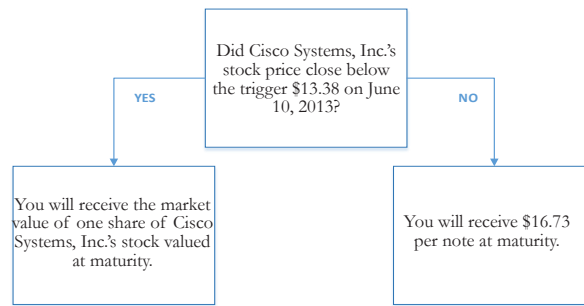 Did Cisco Systems, Inc.'s
stock price close below
the trigger $13.38 on June
10, 2013?
YES
NO
You will receive the market
value of one share of Cisco
Systems, Inc.'s stock valued
at maturity.
You will receive $16.73
per note at maturity.